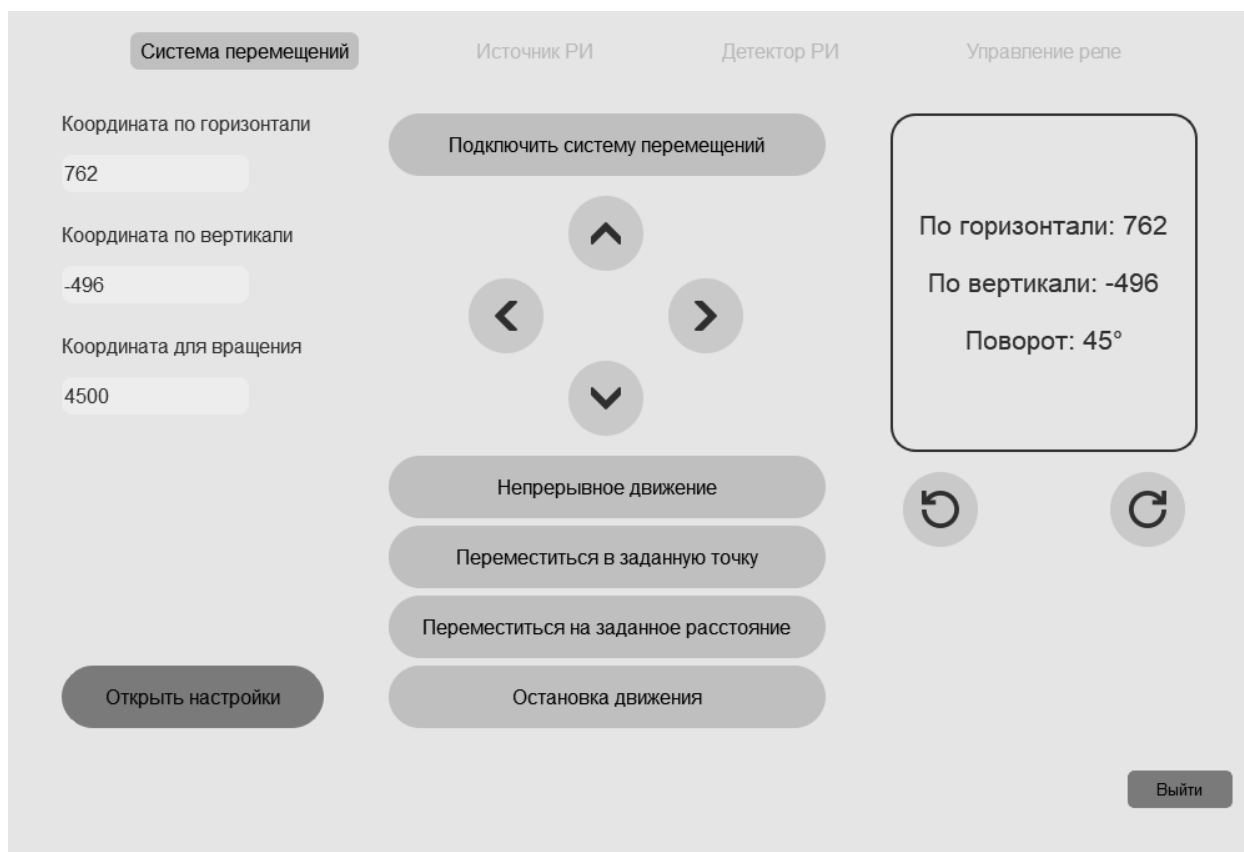 Система перемещений
Источник РИ
Детектор РИ
Управление реле
Координата по горизонтали
762
Координата по вертикали
-496
Координата для вращения
4500
Открыть настройки
Подключить систему перемещений
Непрерывное движение
Переместиться в заданную точку
Переместиться на заданное расстояние
Остановка движения
По горизонтали: 762
По вертикали: -496
Поворот: 45°
Выйти